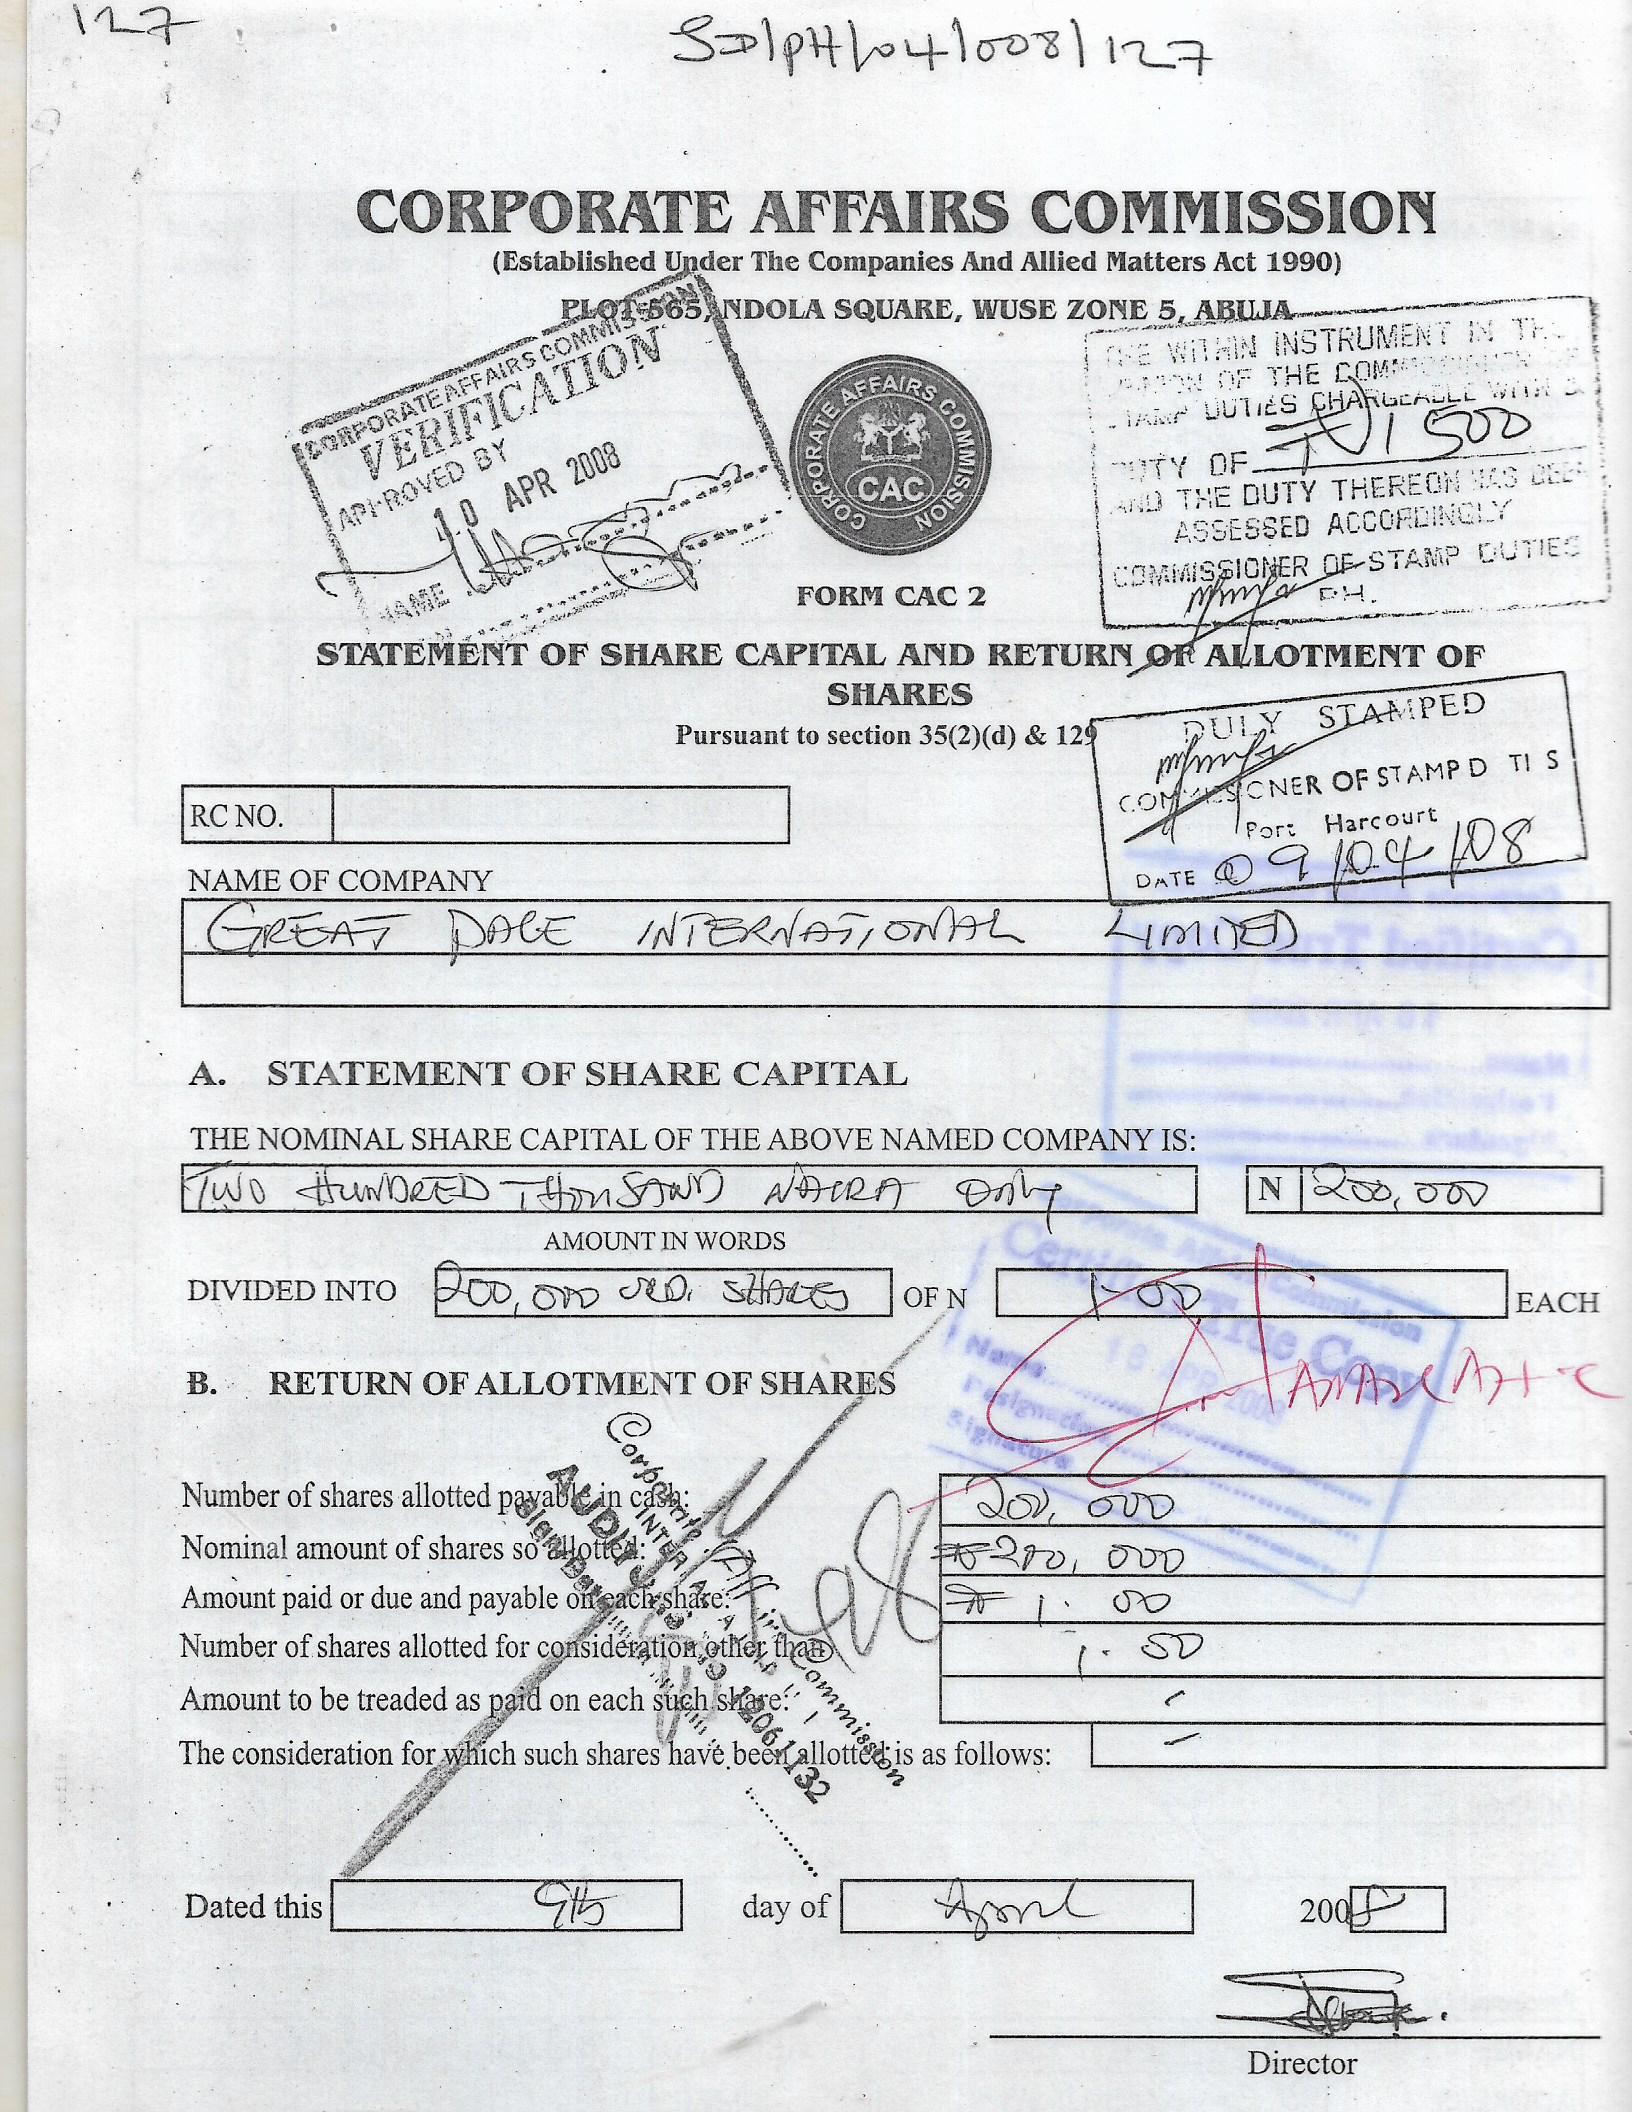 127
SD/PH/04/008/127
CORPORATE AFFAIRS COMMISSION
(Established Under The Companies And Allied Matters Act 1990)
PLOT 565, NDOLA SQUARE, WUSE ZONE 5, ABUJA
CORPORATE AFFAIRS COMMISSION
VERIFICATION
APPROVED BY
10 APR 2008
NAME
CORPORATE AFFAIRS COMMISSION
CAC
THE WITHIN INSTRUMENT IN THE
OF THE COMMISSIONER
STAMP DUTIES CHARGEABLE WITH
DUTY OF ₦1500
AND THE DUTY THEREON HAS BEEN
ASSESSED ACCORDINGLY
COMMISSIONER OF STAMP DUTIES
P.H.
FORM CAC 2
STATEMENT OF SHARE CAPITAL AND RETURN OF ALLOTMENT OF
SHARES
Pursuant to section 35(2)(d) & 129
DULY STAMPED
COMMISSIONER OF STAMP D TI S
Port Harcourt
DATE 09/04/08
RC NO.
NAME OF COMPANY
GREAT DALE INTERNATIONAL LIMITED
A. STATEMENT OF SHARE CAPITAL
THE NOMINAL SHARE CAPITAL OF THE ABOVE NAMED COMPANY IS:
TWO HUNDRED THOUSAND NAIRA ONLY N 200,000
AMOUNT IN WORDS
DIVIDED INTO 200,000 ORD. SHARES OF N 1-00 EACH
Corporate Affairs Commission
Certified True Copy
16 APR 2008
Name
Designation
Signature
B. RETURN OF ALLOTMENT OF SHARES
Corporate Affairs Commission
AUDIT
Sign/Date
Number of shares allotted payable in cash: 200,000
Nominal amount of shares so allotted: ₦200,000
Amount paid or due and payable on each share: ₦1.00
Number of shares allotted for consideration other than 1.50
Amount to be treaded as paid on each such share: -
The consideration for which such shares have been allotted is as follows: -
Dated this 9th day of April 2008
Director